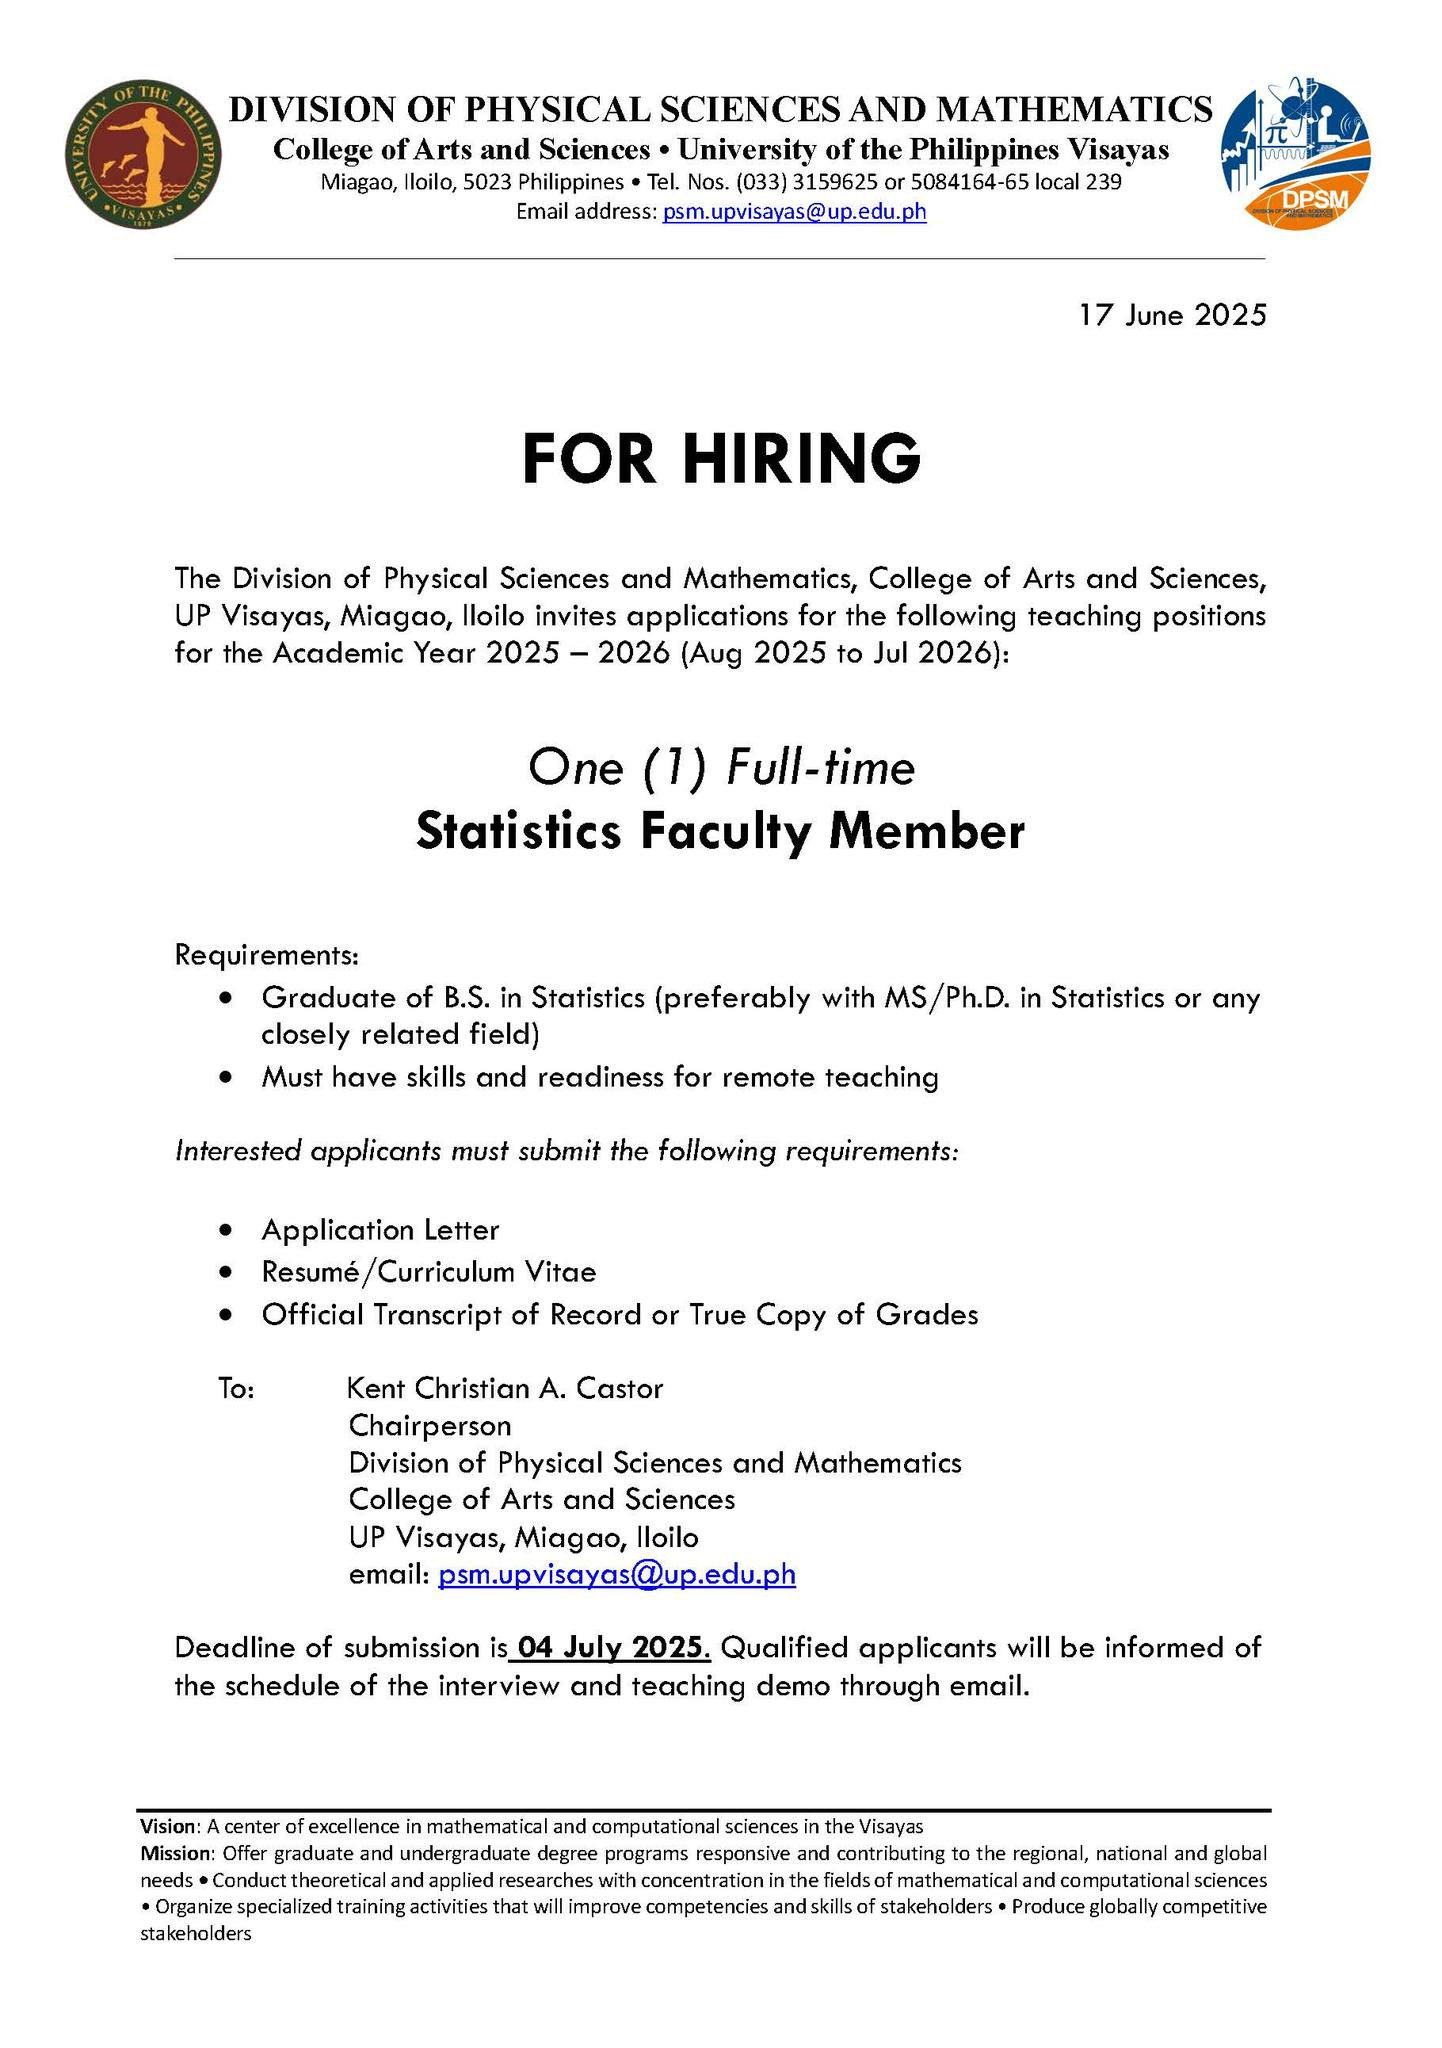 UNIVERSITY OF THE PHILIPPINES
• VISAYAS •
DIVISION OF PHYSICAL SCIENCES AND MATHEMATICS
College of Arts and Sciences • University of the Philippines Visayas
Miagao, Iloilo, 5023 Philippines • Tel. Nos. (033) 3159625 or 5084164-65 local 239
Email address: psm.upvisayas@up.edu.ph
π
DPSM
DIVISION OF PHYSICAL SCIENCES
AND MATHEMATICS
17 June 2025
FOR HIRING
The Division of Physical Sciences and Mathematics, College of Arts and Sciences,
UP Visayas, Miagao, Iloilo invites applications for the following teaching positions
for the Academic Year 2025 – 2026 (Aug 2025 to Jul 2026):
One (1) Full-time
Statistics Faculty Member
Requirements:
• Graduate of B.S. in Statistics (preferably with MS/Ph.D. in Statistics or any
closely related field)
• Must have skills and readiness for remote teaching
Interested applicants must submit the following requirements:
• Application Letter
• Resumé/Curriculum Vitae
• Official Transcript of Record or True Copy of Grades
To: Kent Christian A. Castor
Chairperson
Division of Physical Sciences and Mathematics
College of Arts and Sciences
UP Visayas, Miagao, Iloilo
email: psm.upvisayas@up.edu.ph
Deadline of submission is 04 July 2025. Qualified applicants will be informed of
the schedule of the interview and teaching demo through email.
Vision: A center of excellence in mathematical and computational sciences in the Visayas
Mission: Offer graduate and undergraduate degree programs responsive and contributing to the regional, national and global
needs • Conduct theoretical and applied researches with concentration in the fields of mathematical and computational sciences
• Organize specialized training activities that will improve competencies and skills of stakeholders • Produce globally competitive
stakeholders